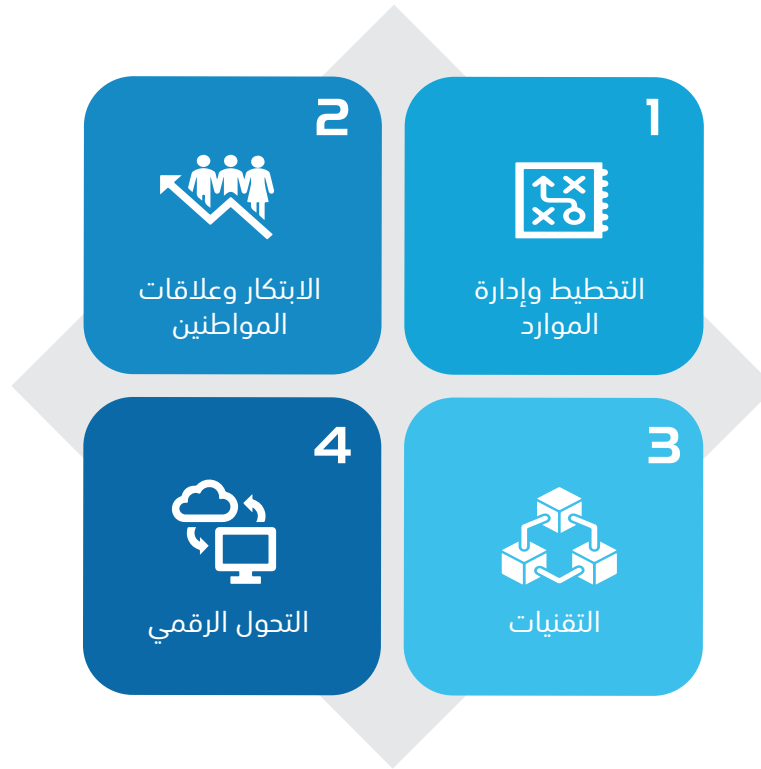 1
التخطيط وإدارة
الموارد
2
الابتكار وعلاقات
المواطنين
3
التقنيات
4
التحول الرقمي